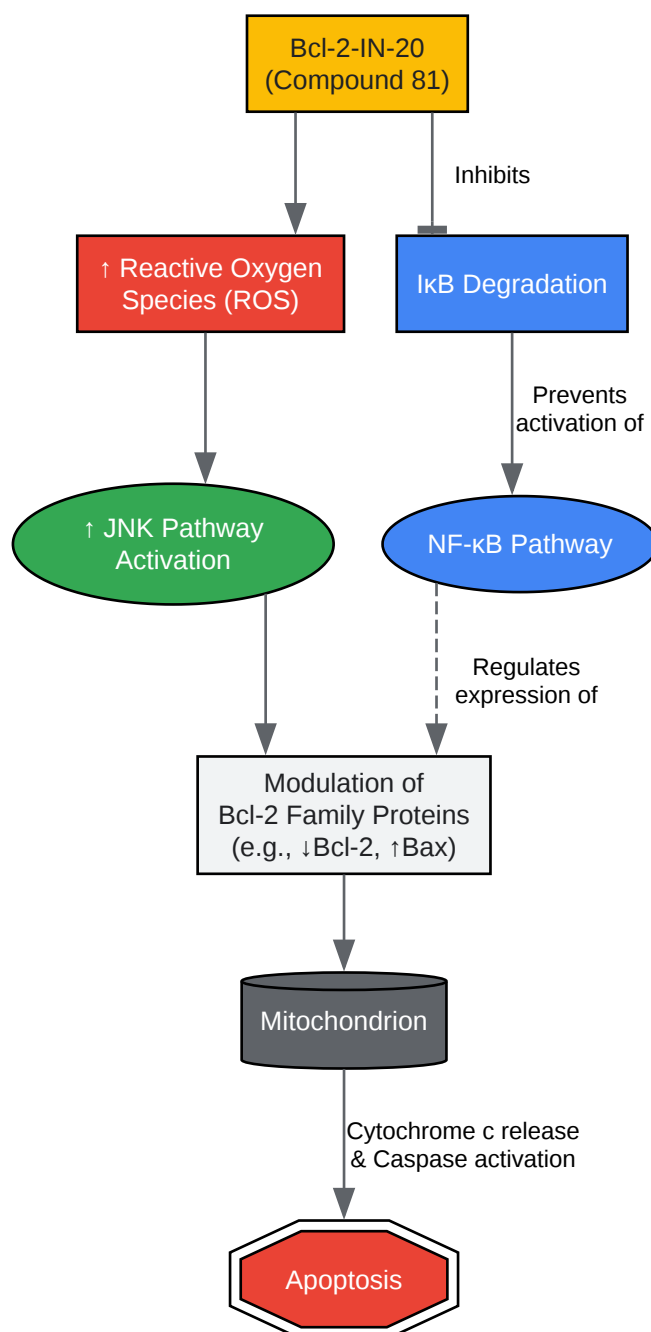 Bcl-2-IN-20
(Compound 81)
Inhibits
↑ Reactive Oxygen
Species (ROS)
IκB Degradation
Prevents
activation of
↑ JNK Pathway
Activation
NF-κB Pathway
Regulates
expression of
Modulation of
Bcl-2 Family Proteins
(e.g., ↓Bcl-2, ↑Bax)
Mitochondrion
Cytochrome c release
& Caspase activation
Apoptosis